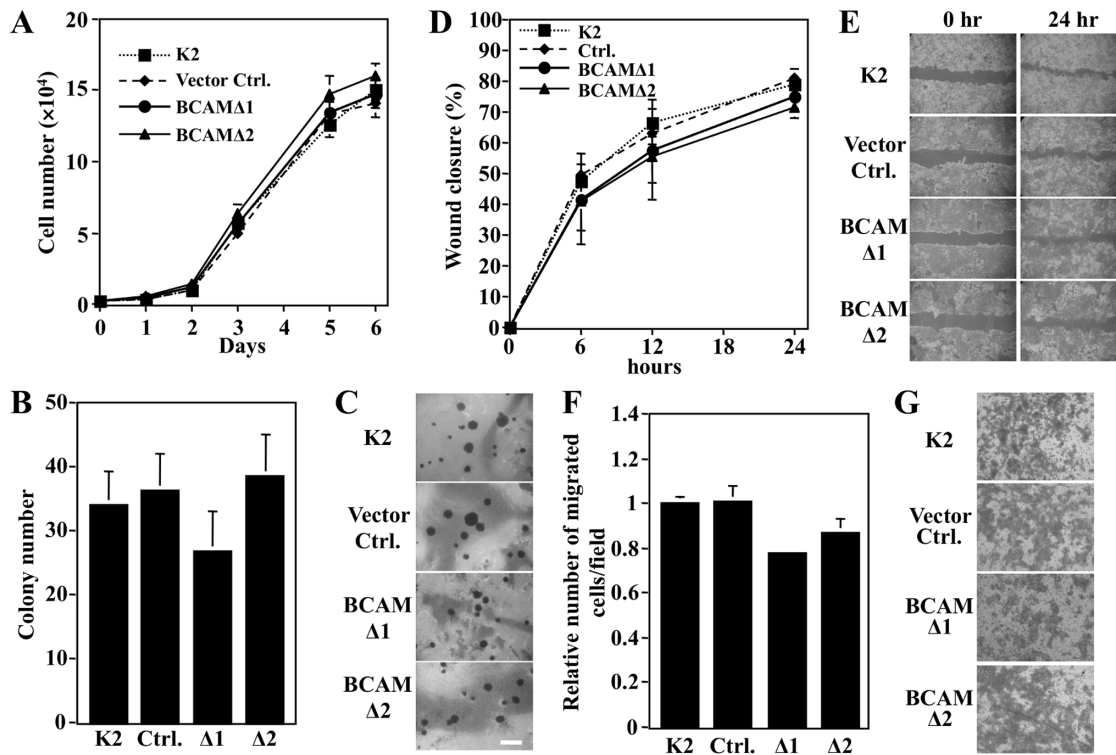 A
K2
Vector Ctrl.
BCAMΔ1
BCAMΔ2
Cell number (×10⁴)
20
15
10
5
0
0 1 2 3 4 5 6
Days
D
K2
Ctrl.
BCAMΔ1
BCAMΔ2
Wound closure (%)
100
90
80
70
60
50
40
30
20
10
0
0 6 12 24
hours
E
0 hr 24 hr
K2
Vector
Ctrl.
BCAM
Δ1
BCAM
Δ2
B
Colony number
50
40
30
20
10
0
K2 Ctrl. Δ1 Δ2
C
K2
Vector
Ctrl.
BCAM
Δ1
BCAM
Δ2
F
Relative number of migrated
cells/field
1.4
1.2
1
0.8
0.6
0.4
0.2
0
K2 Ctrl. Δ1 Δ2
G
K2
Vector
Ctrl.
BCAM
Δ1
BCAM
Δ2